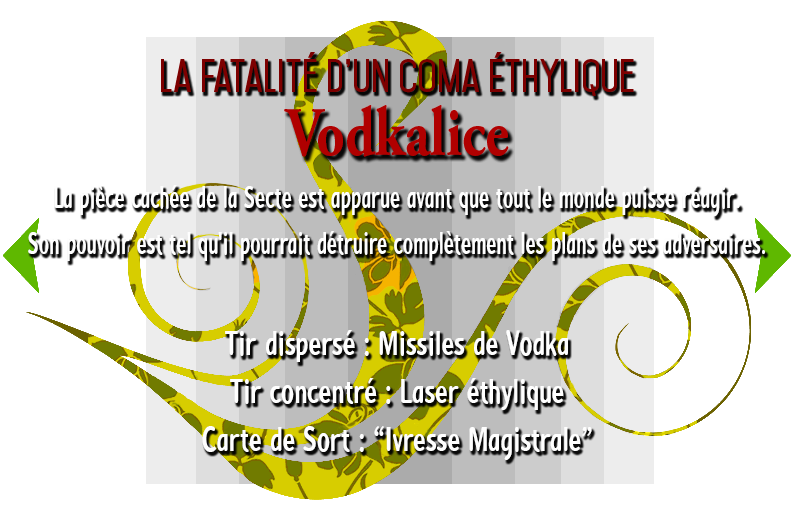 LA FATALITÉ D'UN COMA ÉTHYLIQUE
Vodkalice
La pièce cachée de la Secte est apparue avant que tout le monde puisse réagir.
Son pouvoir est tel qu'il pourrait détruire complètement les plans de ses adversaires.
Tir dispersé : Missiles de Vodka
Tir concentré : Laser éthylique
Carte de Sort : “Ivresse Magistrale”